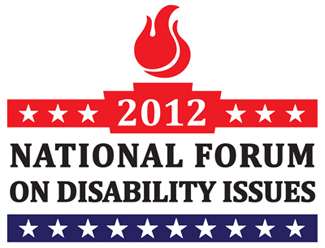 2012
NATIONAL FORUM
ON DISABILITY ISSUES